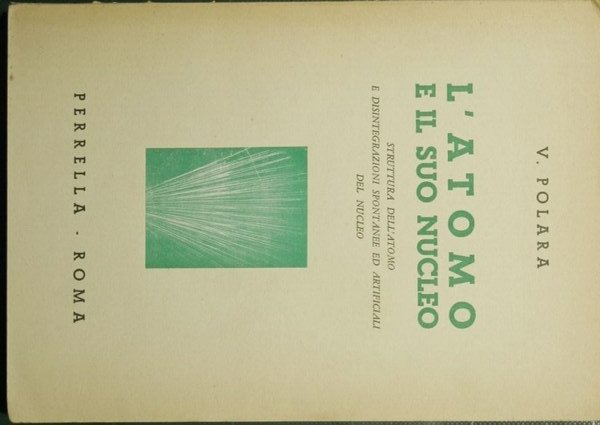 V. POLARA
L'ATOMO
E IL SUO NUCLEO
STRUTTURA DELL'ATOMO
E DISINTEGRAZIONI SPONTANEE ED ARTIFICIALI
DEL NUCLEO
PERRELLA - ROMA